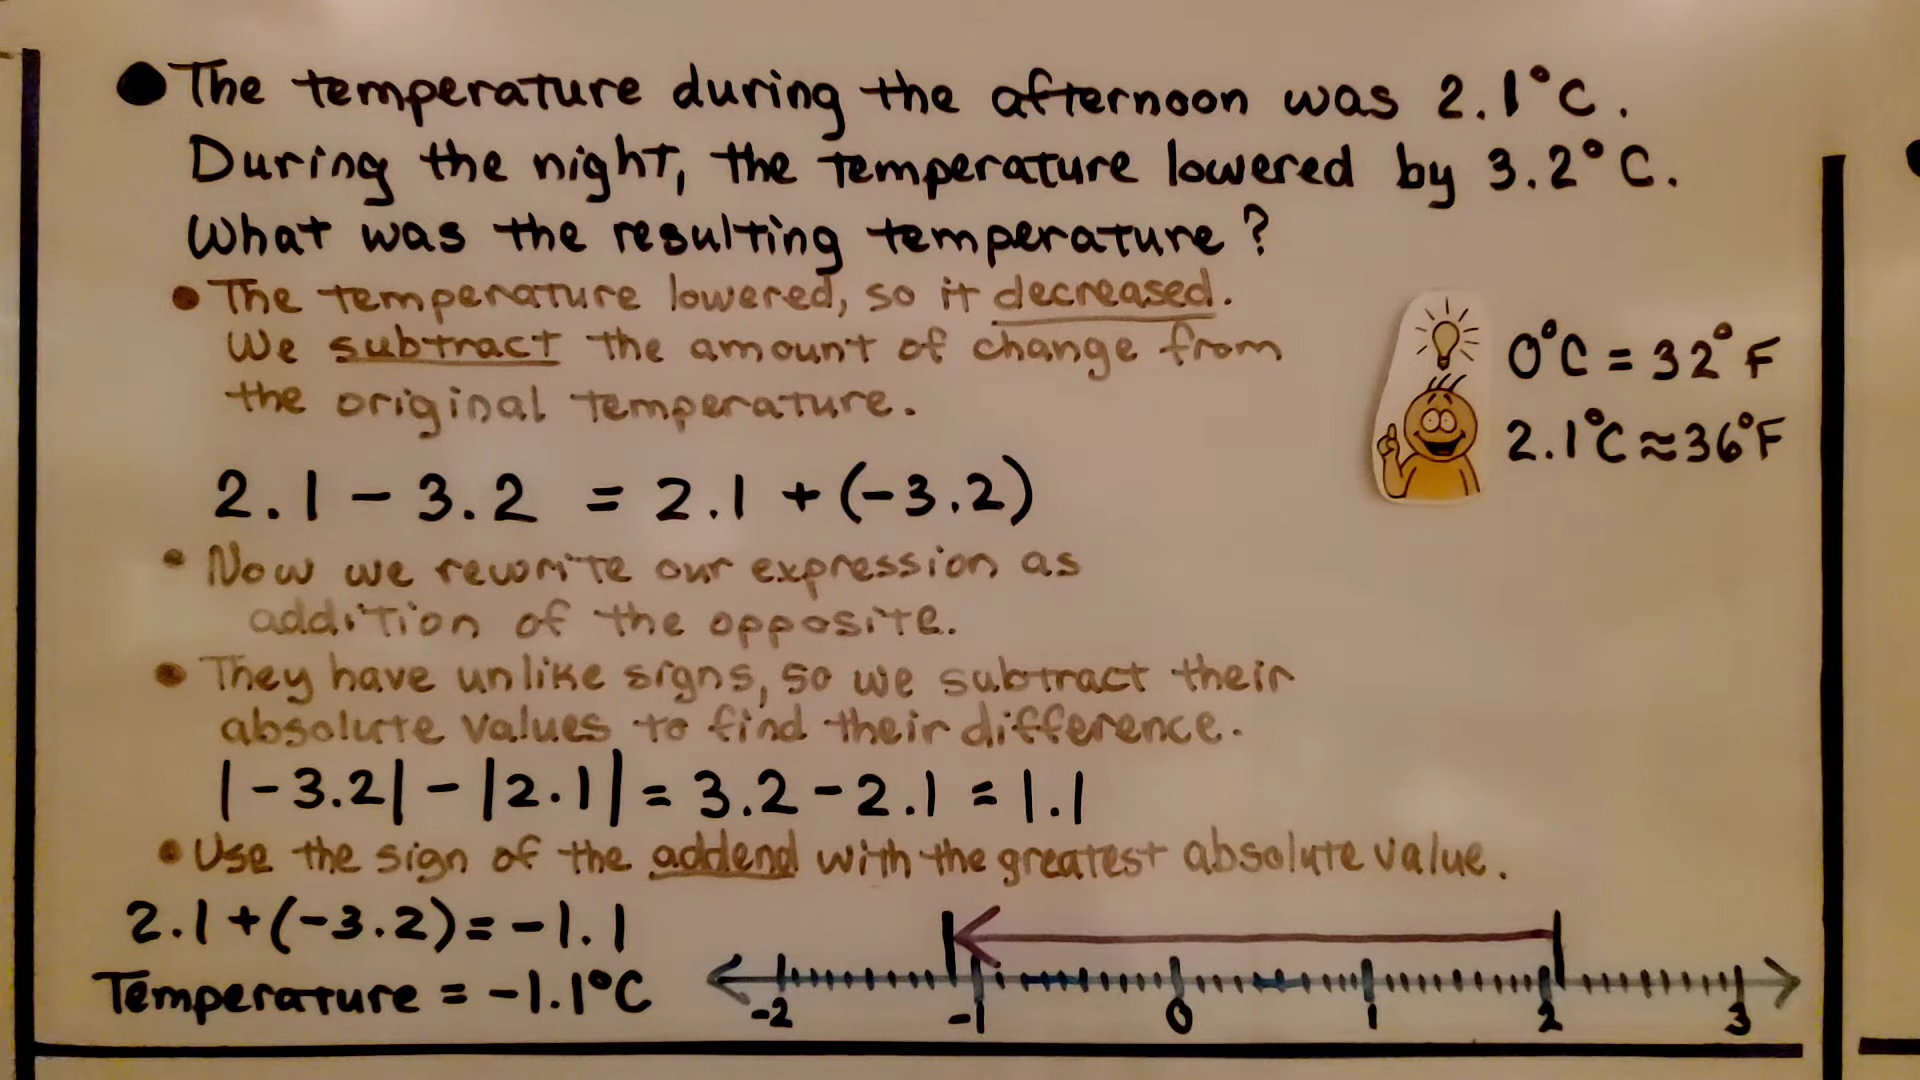 ● The temperature during the afternoon was 2.1°C.
During the night, the temperature lowered by 3.2°C.
What was the resulting temperature?
• The temperature lowered, so it decreased.
We subtract the amount of change from
the original temperature.
0°C = 32°F
2.1°C ≈ 36°F
2.1 - 3.2 = 2.1 + (-3.2)
• Now we rewrite our expression as
addition of the opposite.
• They have unlike signs, so we subtract their
absolute values to find their difference.
|-3.2| - |2.1| = 3.2 - 2.1 = 1.1
• Use the sign of the addend with the greatest absolute value.
2.1 + (-3.2) = -1.1
Temperature = -1.1°C
-2 -1 0 1 2 3